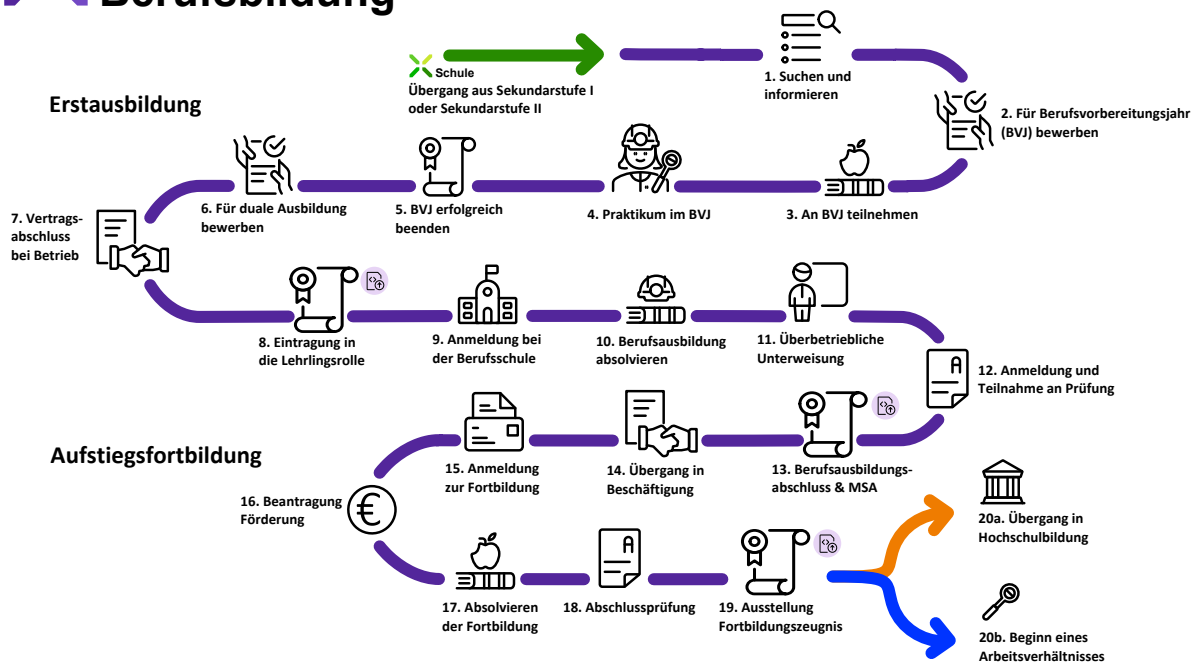 Berufsbildung
Schule
Übergang aus Sekundarstufe I
oder Sekundarstufe II
1. Suchen und
informieren
Erstausbildung
2. Für Berufsvorbereitungsjahr
(BVJ) bewerben
3. An BVJ teilnehmen
4. Praktikum im BVJ
5. BVJ erfolgreich
beenden
6. Für duale Ausbildung
bewerben
7. Vertrags-
abschluss
bei Betrieb
8. Eintragung in
die Lehrlingsrolle
9. Anmeldung bei
der Berufsschule
10. Berufsausbildung
absolvieren
11. Überbetriebliche
Unterweisung
A
12. Anmeldung und
Teilnahme an Prüfung
Aufstiegsfortbildung
13. Berufsausbildungs-
abschluss & MSA
14. Übergang in
Beschäftigung
15. Anmeldung
zur Fortbildung
16. Beantragung
Förderung
€
17. Absolvieren
der Fortbildung
A
18. Abschlussprüfung
19. Ausstellung
Fortbildungszeugnis
20a. Übergang in
Hochschulbildung
20b. Beginn eines
Arbeitsverhältnisses